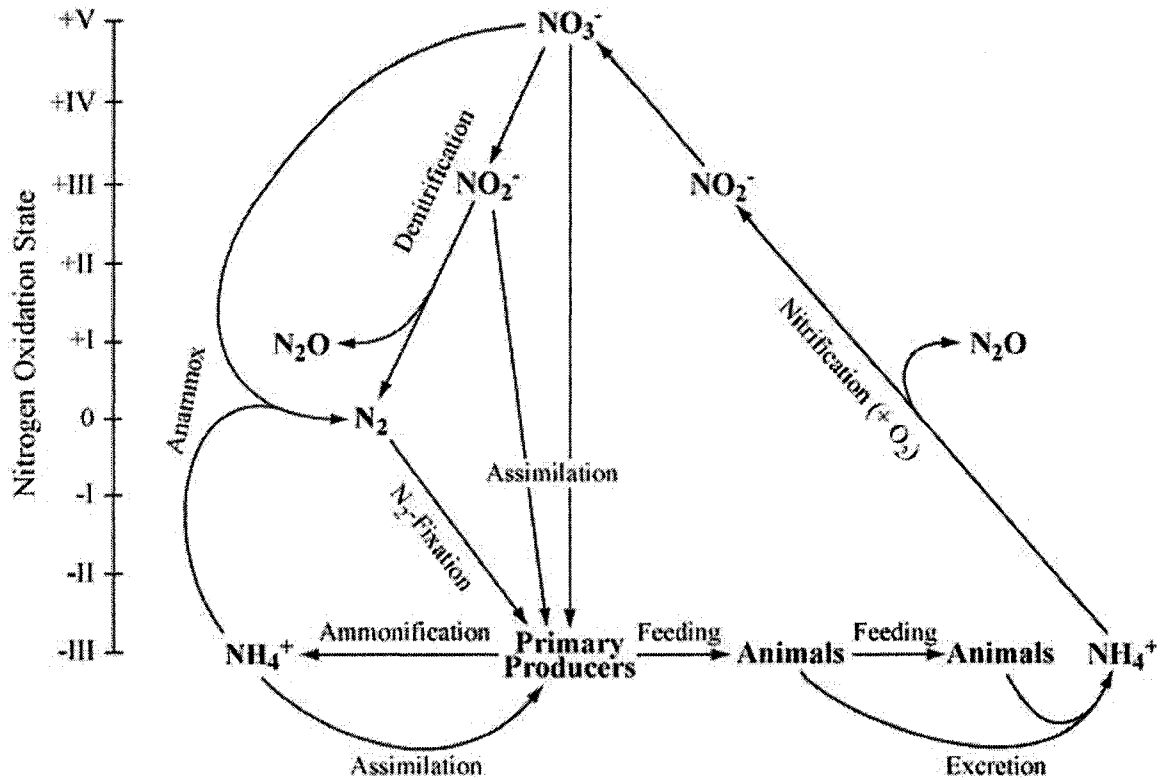 +V
NO₃⁻
+IV
Denitrification
+III
NO₂⁻
NO₂⁻
+II
Nitrogen Oxidation State
+I
N₂O
Nitrification (+ O₂)
N₂O
Anammox
0
N₂
Assimilation
-I
N₂-Fixation
-II
-III
NH₄⁺
Ammonification
Primary
Producers
Feeding
Animals
Feeding
Animals
NH₄⁺
Assimilation
Excretion